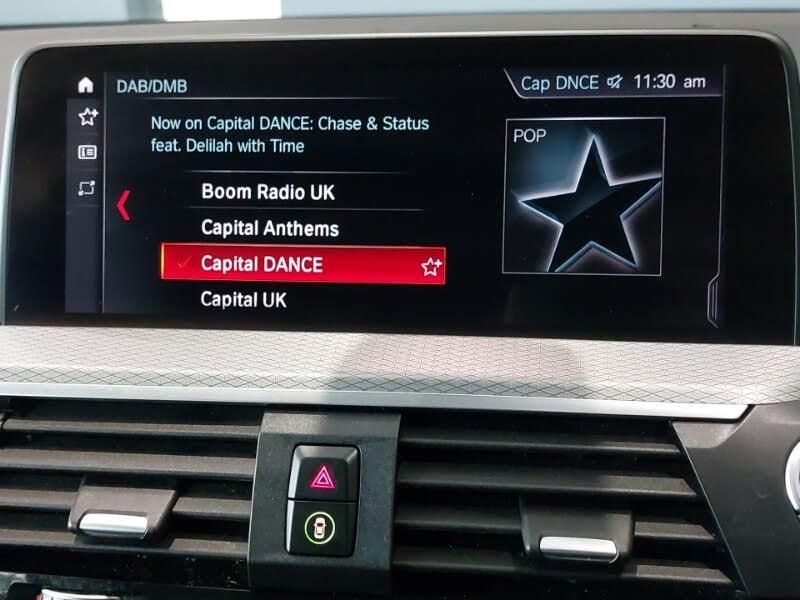 DAB/DMB
Cap DNCE 11:30 am
Now on Capital DANCE: Chase & Status
feat. Delilah with Time
Boom Radio UK
Capital Anthems
Capital DANCE
Capital UK
POP